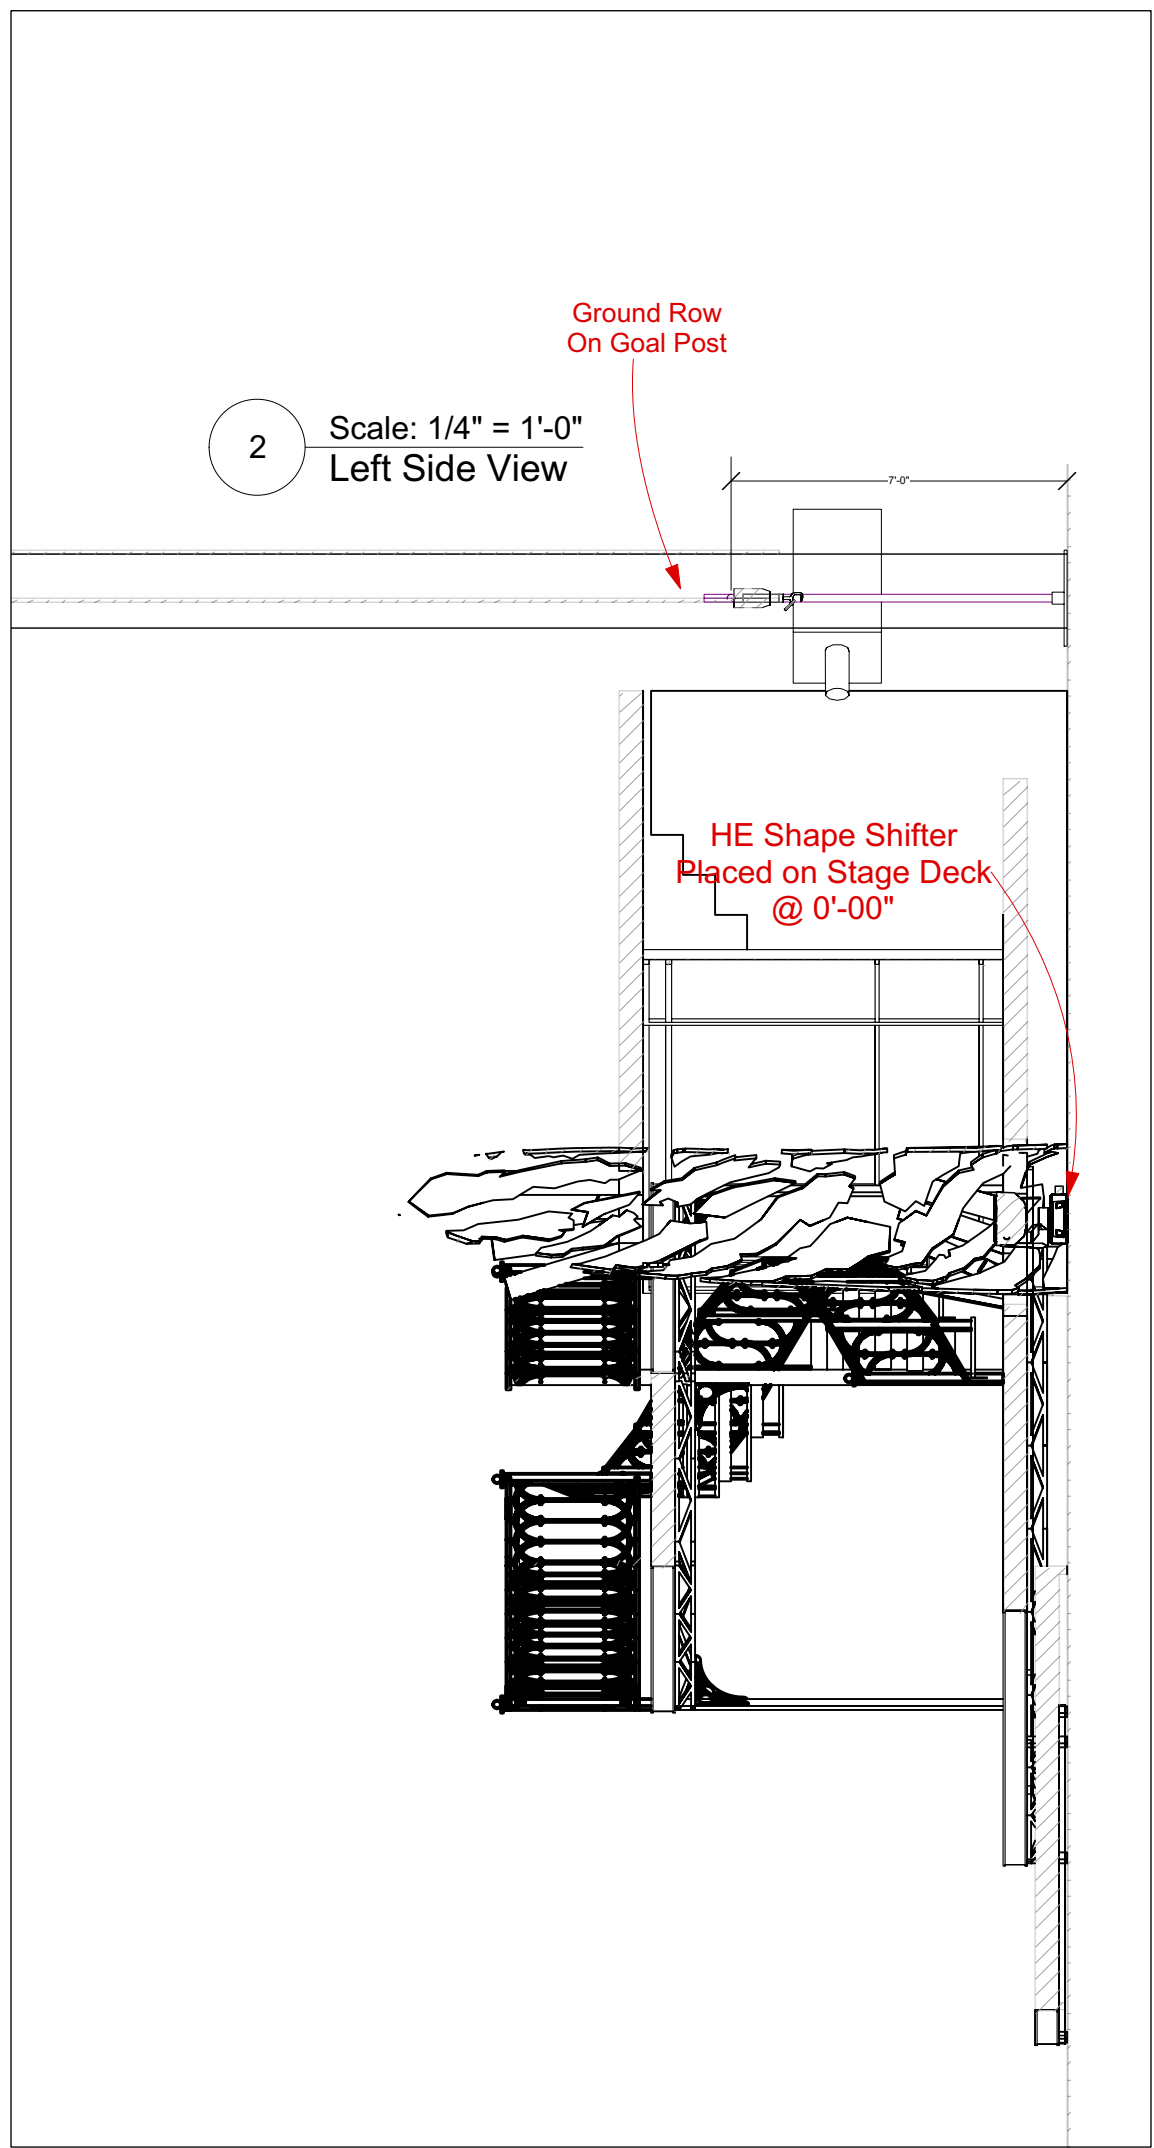 Ground Row
On Goal Post
2
Scale: 1/4" = 1'-0"
Left Side View
7'-0"
HE Shape Shifter
Placed on Stage Deck
@ 0'-00"